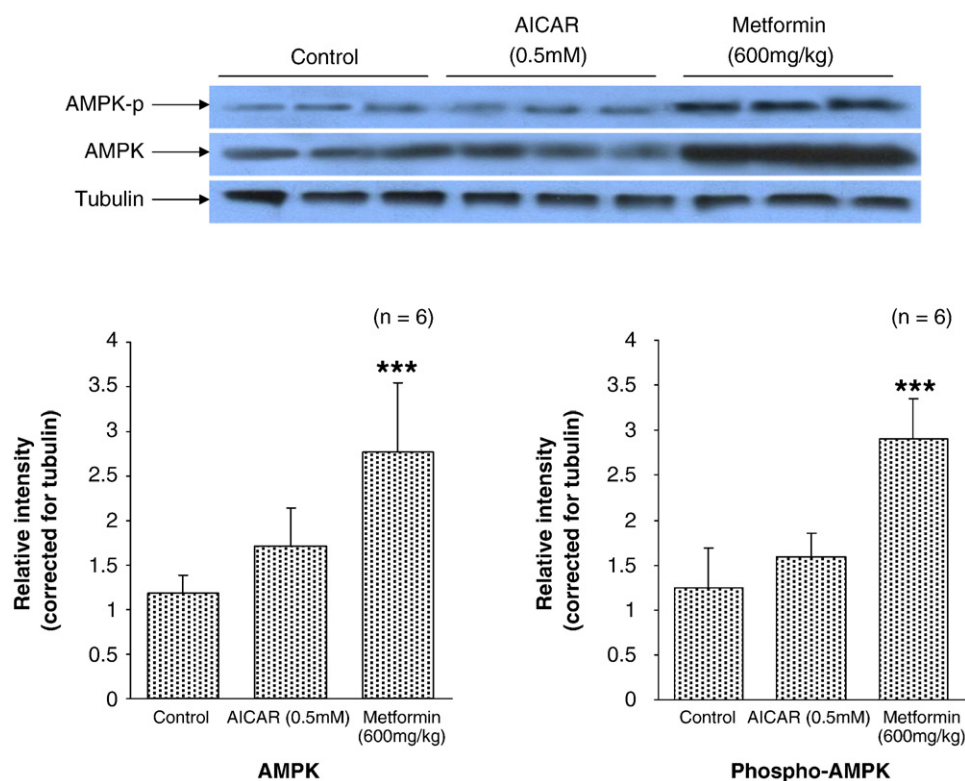 AICAR
(0.5mM)
Metformin
(600mg/kg)
Control
AMPK-p
AMPK
Tubulin
(n = 6)
4
3.5
3
2.5
2
1.5
1
0.5
0
***
Relative intensity
(corrected for tubulin)
Control
AICAR (0.5mM)
Metformin
(600mg/kg)
AMPK
(n = 6)
4
3.5
3
2.5
2
1.5
1
0.5
0
***
Relative intensity
(corrected for tubulin)
Control
AICAR (0.5mM)
Metformin
(600mg/kg)
Phospho-AMPK